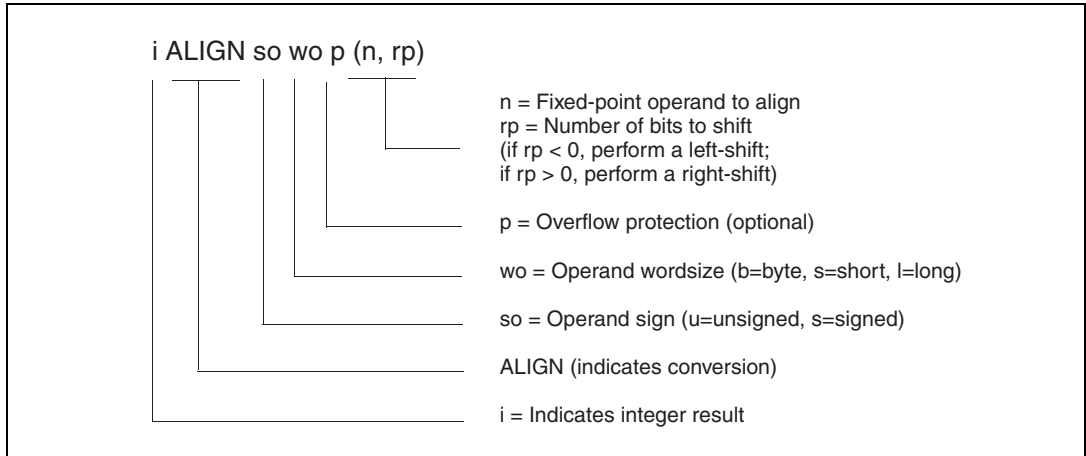 i ALIGN so wo p (n, rp)
n = Fixed-point operand to align
rp = Number of bits to shift
(if rp < 0, perform a left-shift;
if rp > 0, perform a right-shift)
p = Overflow protection (optional)
wo = Operand wordsize (b=byte, s=short, l=long)
so = Operand sign (u=unsigned, s=signed)
ALIGN (indicates conversion)
i = Indicates integer result